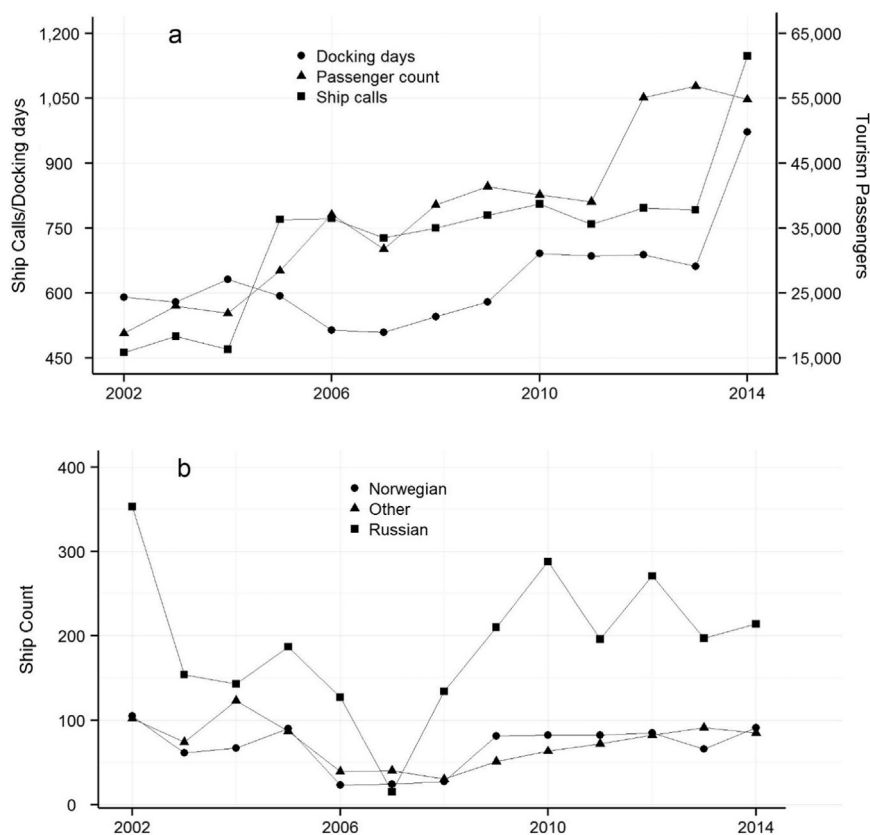 a
Docking days
Passenger count
Ship calls
Ship Calls/Docking days
1,200
1,050
900
750
600
450
65,000
55,000
45,000
35,000
25,000
15,000
Tourism Passengers
2002
2006
2010
2014
b
Norwegian
Other
Russian
Ship Count
400
300
200
100
0
2002
2006
2010
2014